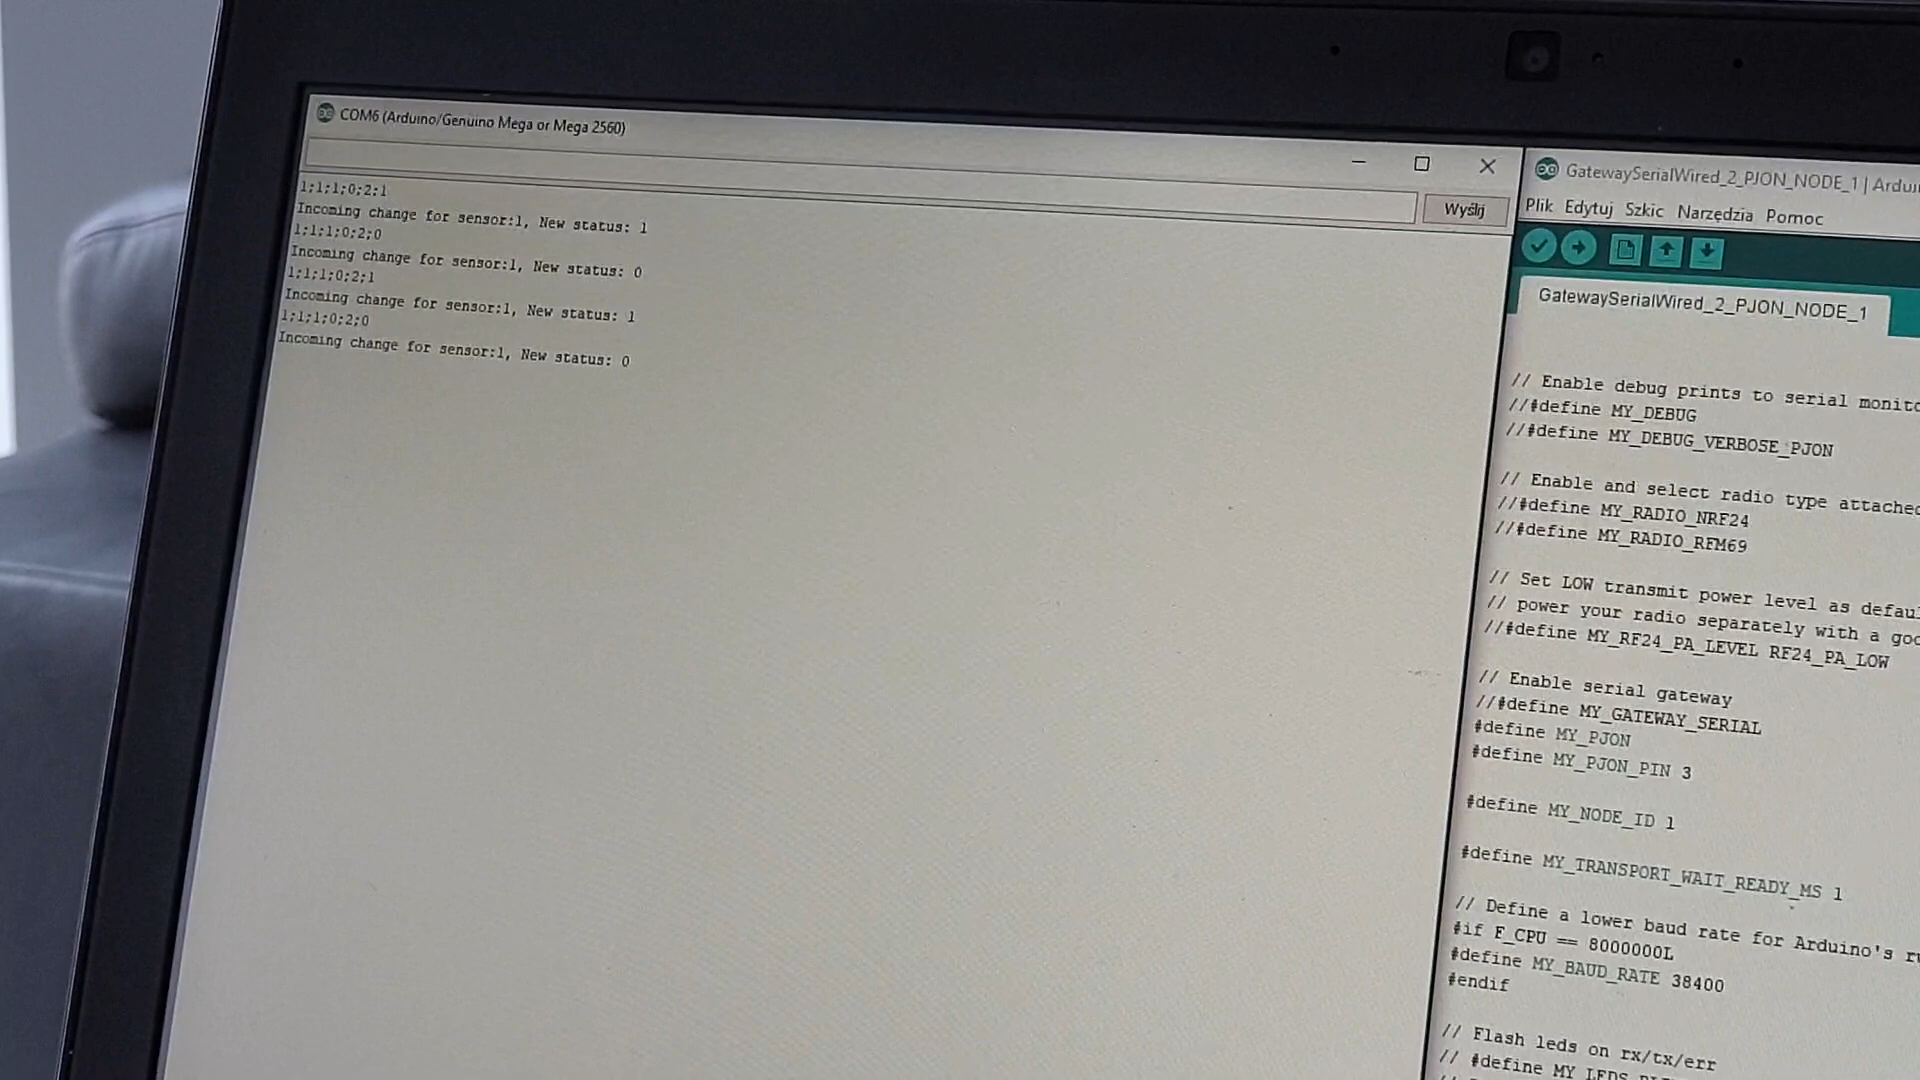 COM6 (Arduino/Genuino Mega or Mega 2560)
Wyślij
1;1;1;0;2;1
Incoming change for sensor:1, New status: 1
1;1;1;0;2;0
Incoming change for sensor:1, New status: 0
1;1;1;0;2;1
Incoming change for sensor:1, New status: 1
1;1;1;0;2;0
Incoming change for sensor:1, New status: 0
GatewaySerialWired_2_PJON_NODE_1 |
Plik Edytuj Szkic Narzędzia Pomoc
GatewaySerialWired_2_PJON_NODE_1
// Enable debug prints to serial
//#define MY_DEBUG
//#define MY_DEBUG_VERBOSE_PJON
// Enable and select radio type attached
//#define MY_RADIO_NRF24
//#define MY_RADIO_RFM69
// Set LOW transmit power level as
// power your radio separately with a
//#define MY_RF24_PA_LEVEL RF24_PA_LOW
// Enable serial gateway
//#define MY_GATEWAY_SERIAL
#define MY_PJON
#define MY_PJON_PIN 3
#define MY_NODE_ID 1
#define MY_TRANSPORT_WAIT_READY_MS 1
// Define a lower baud rate for Arduino's
#if F_CPU == 8000000L
#define MY_BAUD_RATE 38400
#endif
// Flash leds on rx/tx/err
// #define